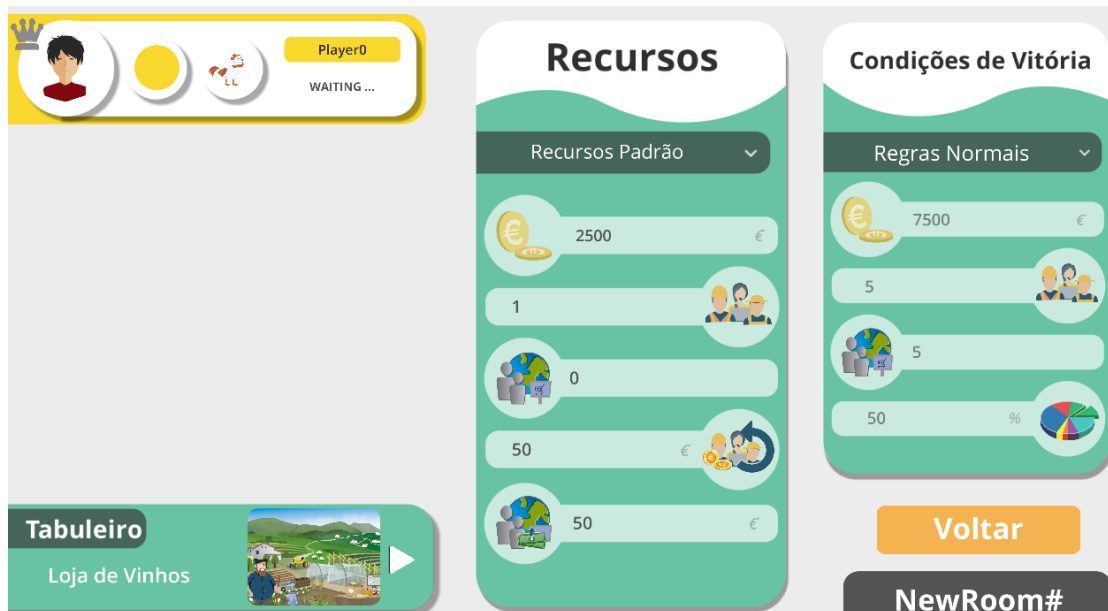 Player0
WAITING ...
Recursos
Recursos Padrão
2500 €
1
0
50 €
50 €
Condições de Vitória
Regras Normais
7500 €
5
5
50 %
Tabuleiro
Loja de Vinhos
Voltar
NewRoom#